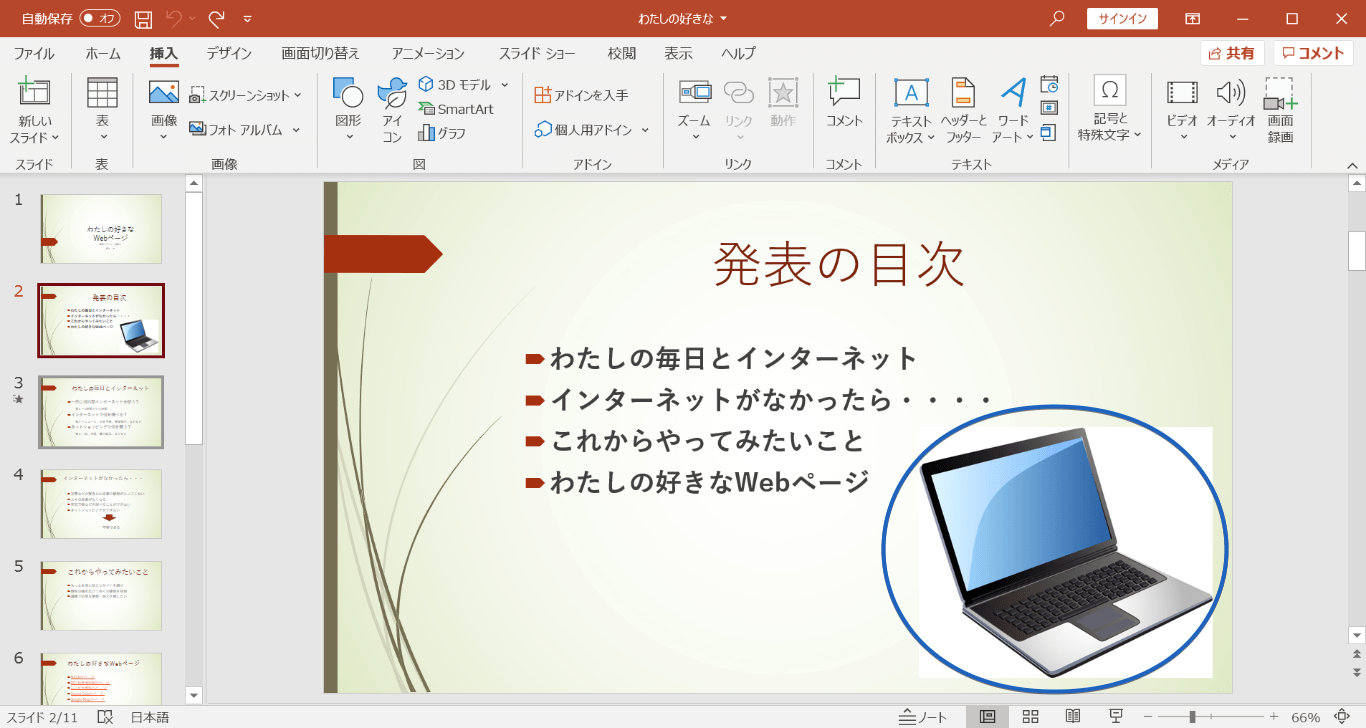 自動保存 オフ わたしの好きな サインイン
ファイル ホーム 挿入 デザイン 画面切り替え アニメーション スライド ショー 校閲 表示 ヘルプ 共有 コメント
新しい
スライド
表
画像
スクリーンショット
フォト アルバム
図形
アイ
コン
3D モデル
SmartArt
グラフ
アドインを入手
個人用アドイン
ズーム
リンク
動作
コメント
テキスト
ボックス
ヘッダーと
フッター
ワード
アート
記号と
特殊文字
ビデオ
オーディオ
画面
録画
スライド 表 画像 図 アドイン リンク コメント テキスト メディア
1
わたしの好きな
Webページ
2
発表の目次
わたしの毎日とインターネット
インターネットがなかったら・・・・
これからやってみたいこと
わたしの好きなWebページ
3
わたしの毎日とインターネット
4
インターネットがなかったら・・・
5
これからやってみたいこと
6
わたしの好きなWebページ
発表の目次
わたしの毎日とインターネット
インターネットがなかったら・・・・
これからやってみたいこと
わたしの好きなWebページ
スライド 2/11 日本語 ノート 66%